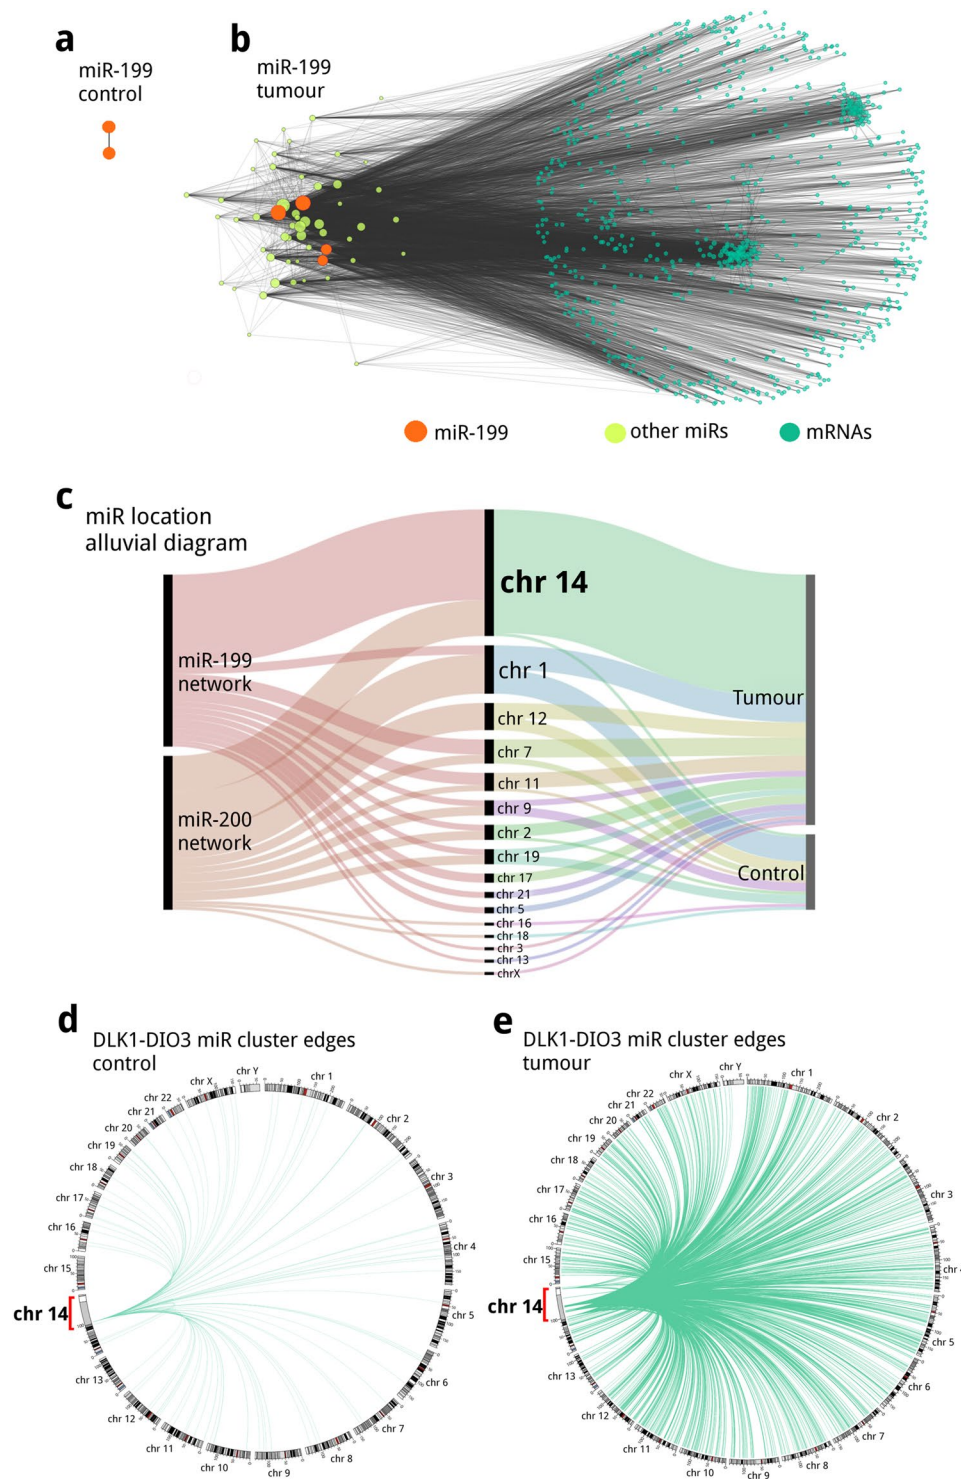 a
miR-199
control
b
miR-199
tumour
miR-199
other miRs
mRNAs
c
miR location
alluvial diagram
chr 14
chr 1
chr 12
chr 7
chr 11
chr 9
chr 2
chr 19
chr 17
chr 21
chr 5
chr 16
chr 18
chr 3
chr 13
chrX
miR-199
network
miR-200
network
Tumour
Control
d
DLK1-DIO3 miR cluster edges
control
chr Y
chr 1
chr 2
chr 3
chr 4
chr 5
chr 6
chr 7
chr 8
chr 9
chr 10
chr 11
chr 12
chr 13
chr 14
chr 15
chr 16
chr 17
chr 18
chr 19
chr 20
chr 21
chr 22
chr X
e
DLK1-DIO3 miR cluster edges
tumour
chr Y
chr 1
chr 2
chr 3
chr
chr 5
chr 6
chr 7
chr 8
chr 9
chr 10
chr 11
chr 12
chr 13
chr 14
chr 15
chr 16
chr 17
chr 18
chr 19
chr 20
chr 21
chr 22
chr X